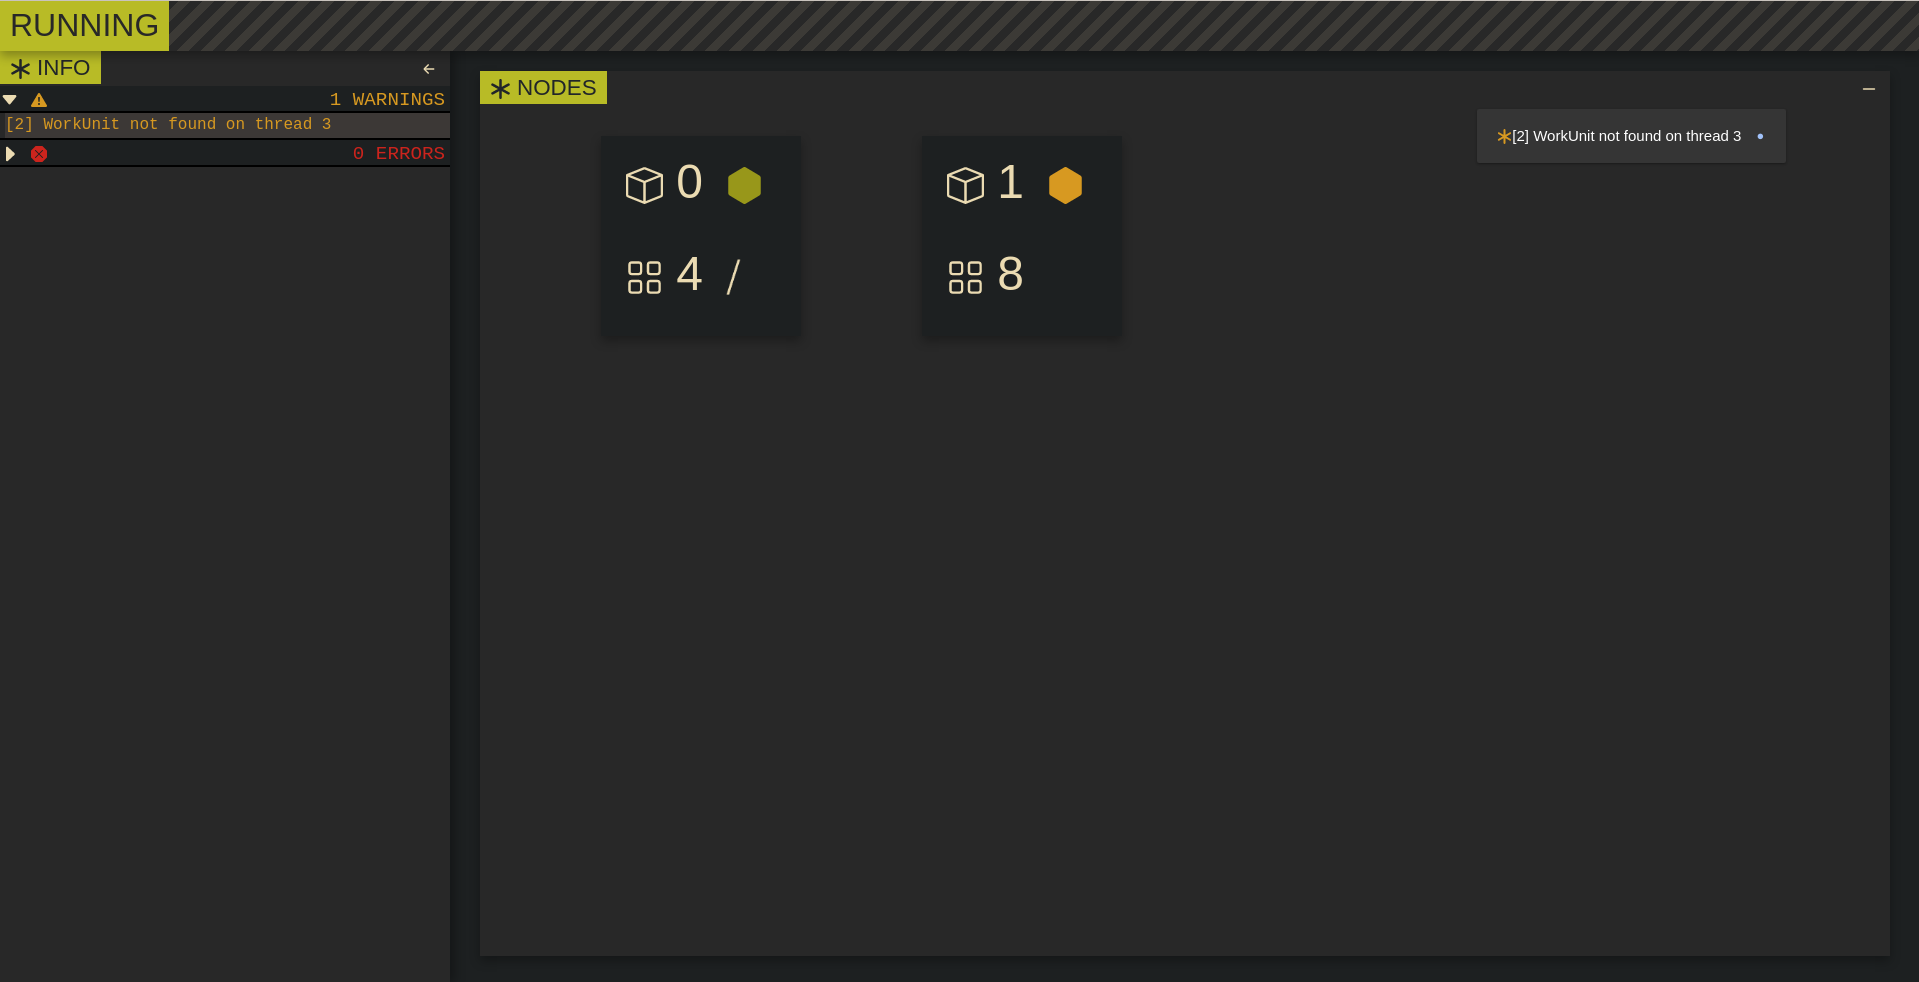 RUNNING
INFO
1 WARNINGS
[2] WorkUnit not found on thread 3
0 ERRORS
NODES
[2] WorkUnit not found on thread 3
0
4 /
1
8